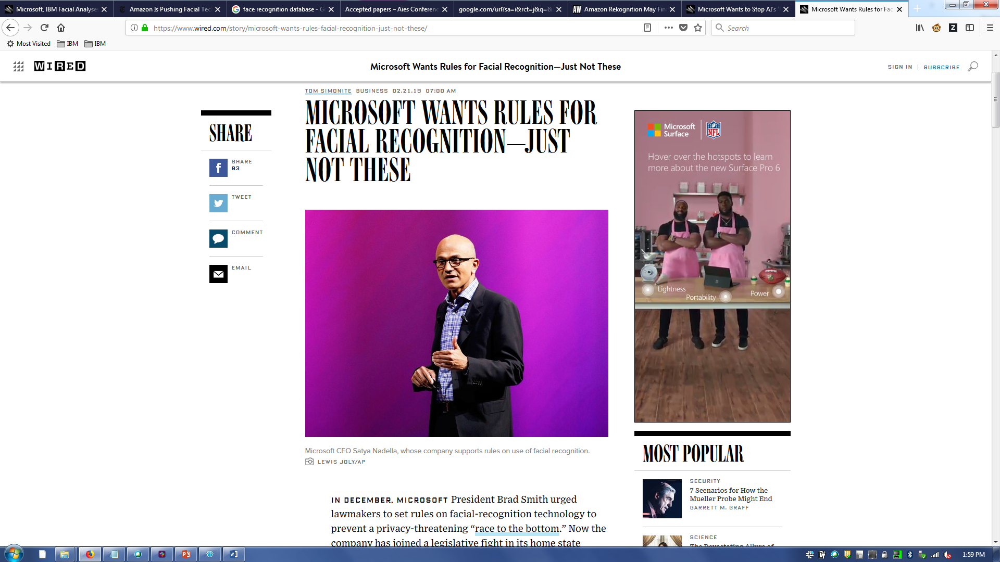 Microsoft, IBM Facial Analyse
Amazon Is Pushing Facial Tec
face recognition database - G
Accepted papers – Aies Conferenc
google.com/url?sa=i&rct=j&q=&
AW Amazon Rekognition May Fin
Microsoft Wants to Stop AI's '
Microsoft Wants Rules for Fac
https://www.wired.com/story/microsoft-wants-rules-facial-recognition-just-not-these/
Search
Most Visited
IBM
IBM
WIRED
Microsoft Wants Rules for Facial Recognition—Just Not These
SIGN IN | SUBSCRIBE
TOM SIMONITE BUSINESS 02.21.19 07:00 AM
MICROSOFT WANTS RULES FOR
FACIAL RECOGNITION—JUST
NOT THESE
SHARE
SHARE
83
TWEET
COMMENT
EMAIL
Microsoft CEO Satya Nadella, whose company supports rules on use of facial recognition.
LEWIS JOLY/AP
IN DECEMBER, MICROSOFT President Brad Smith urged
lawmakers to set rules on facial-recognition technology to
prevent a privacy-threatening “race to the bottom.” Now the
company has joined a legislative fight in its home state
Microsoft
Surface
NFL
Hover over the hotspots to learn
more about the new Surface Pro 6
Lightness
Portability
Power
MOST POPULAR
SECURITY
7 Scenarios for How the
Mueller Probe Might End
GARRETT M. GRAFF
SCIENCE
The Devastating Allure of
1:59 PM